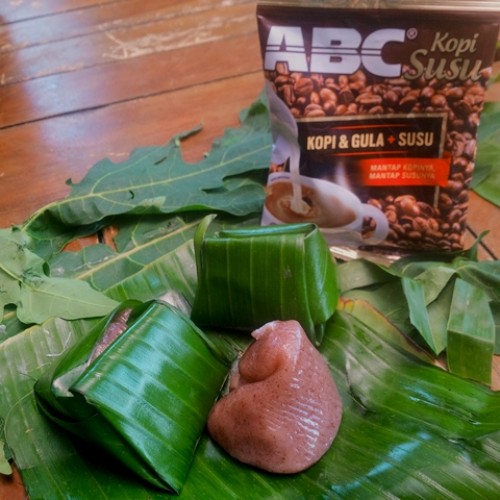 ABC® Kopi
Susu
KOPI & GULA + SUSU
MANTAP KOPINYA,
MANTAP SUSUNYA